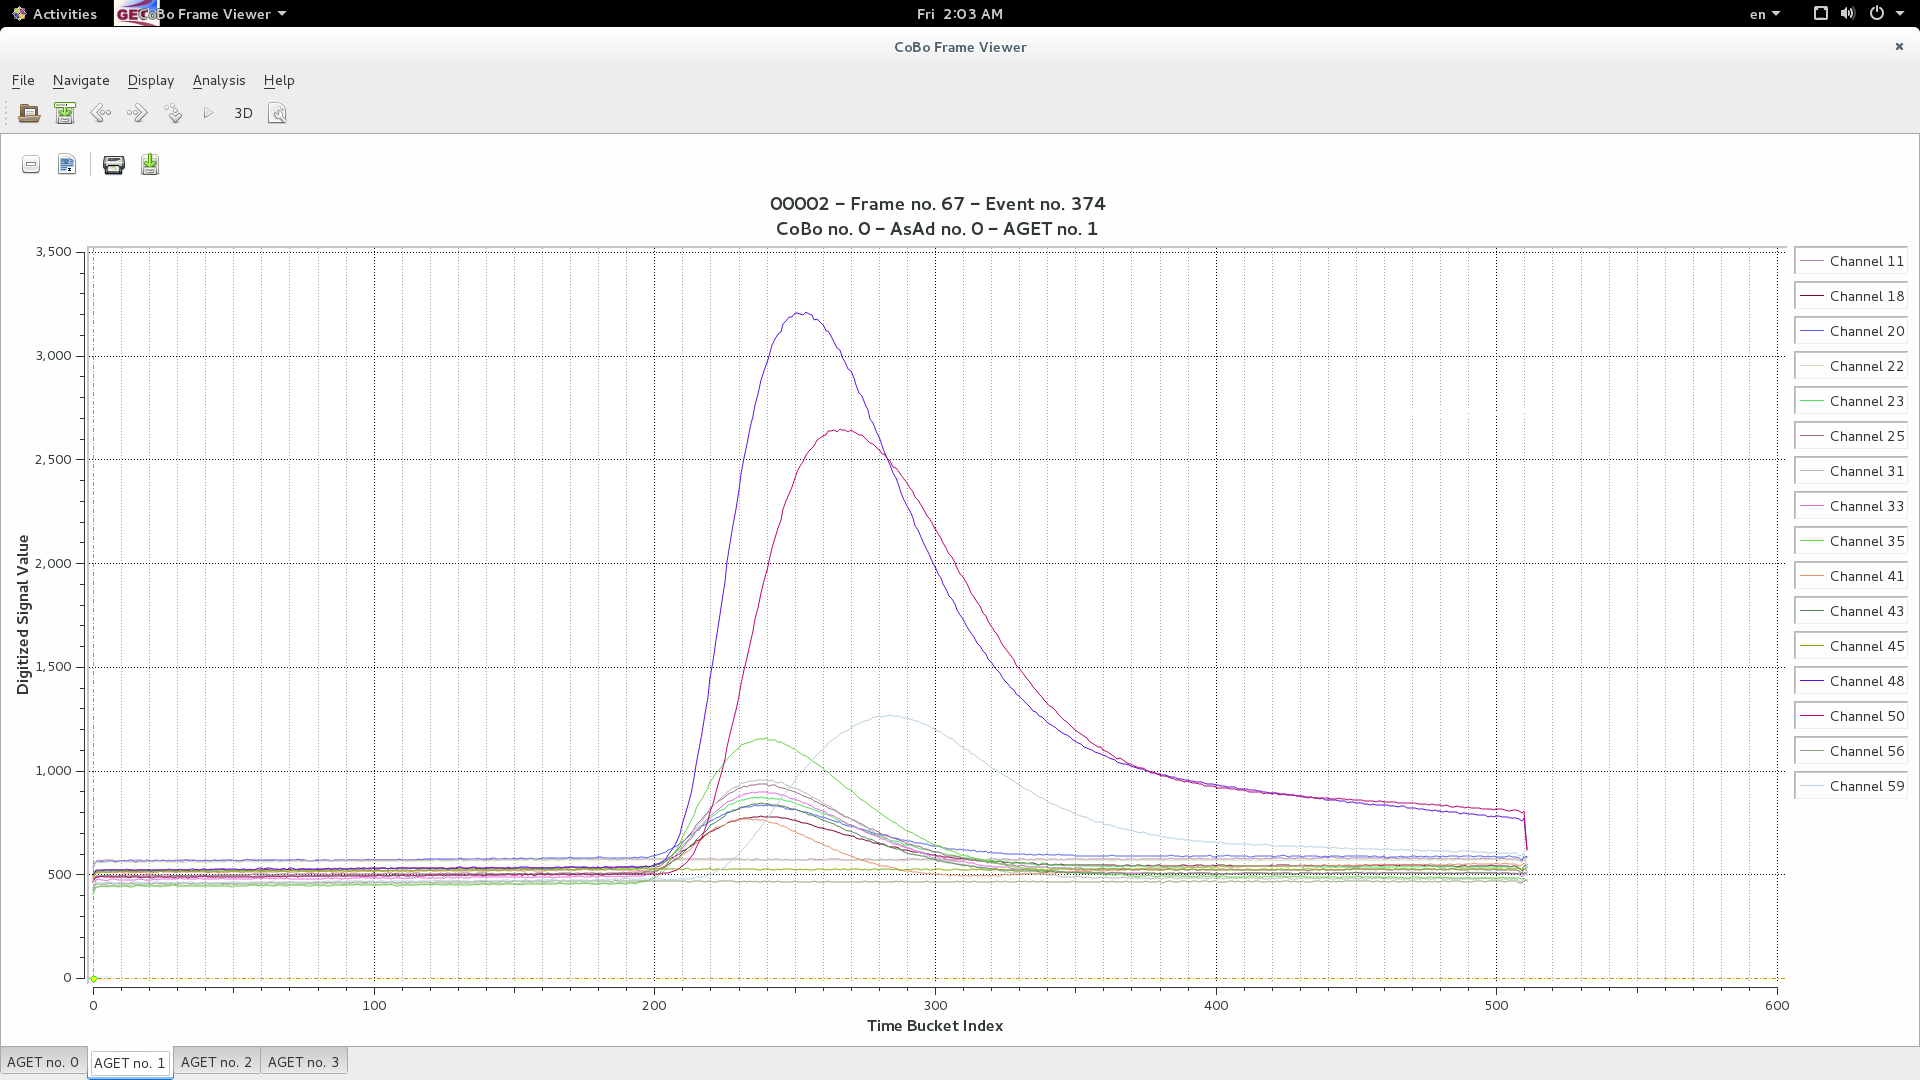 Activities
GEC
CoBo Frame Viewer
Fri 2:03 AM
en
CoBo Frame Viewer
×
File Navigate Display Analysis Help
3D
00002 – Frame no. 67 – Event no. 374
CoBo no. 0 – AsAd no. 0 – AGET no. 1
Digitized Signal Value
3,500
3,000
2,500
2,000
1,500
1,000
500
0
0 100 200 300 400 500 600
Time Bucket Index
Channel 11
Channel 18
Channel 20
Channel 22
Channel 23
Channel 25
Channel 31
Channel 33
Channel 35
Channel 41
Channel 43
Channel 45
Channel 48
Channel 50
Channel 56
Channel 59
AGET no. 0 AGET no. 1 AGET no. 2 AGET no. 3